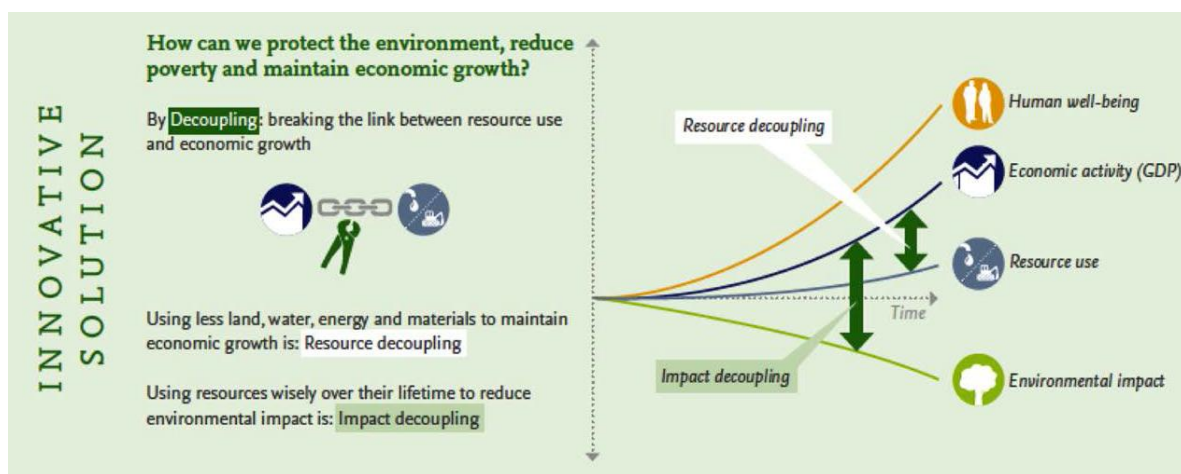 INNOVATIVE
SOLUTION
How can we protect the environment, reduce
poverty and maintain economic growth?
By Decoupling: breaking the link between resource use
and economic growth
Using less land, water, energy and materials to maintain
economic growth is: Resource decoupling
Using resources wisely over their lifetime to reduce
environmental impact is: Impact decoupling
Resource decoupling
Human well-being
Economic activity (GDP)
Resource use
Time
Impact decoupling
Environmental impact